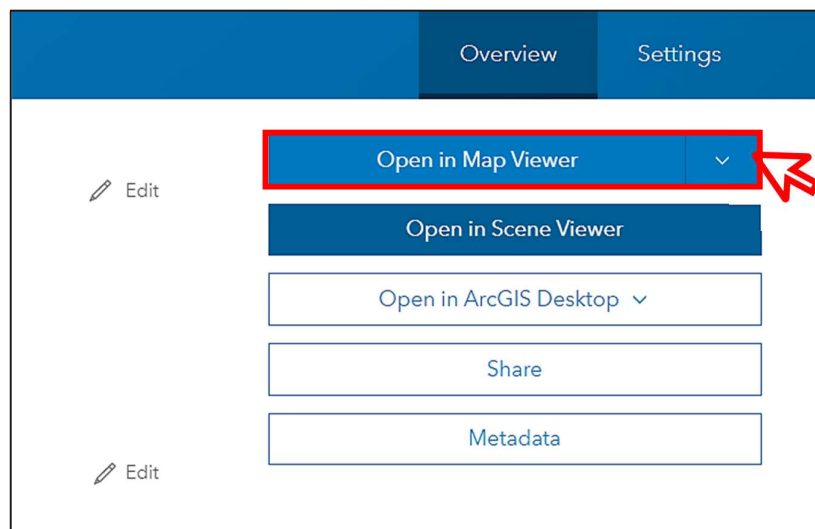 Overview Settings
Open in Map Viewer
Edit
Open in Scene Viewer
Open in ArcGIS Desktop
Share
Metadata
Edit